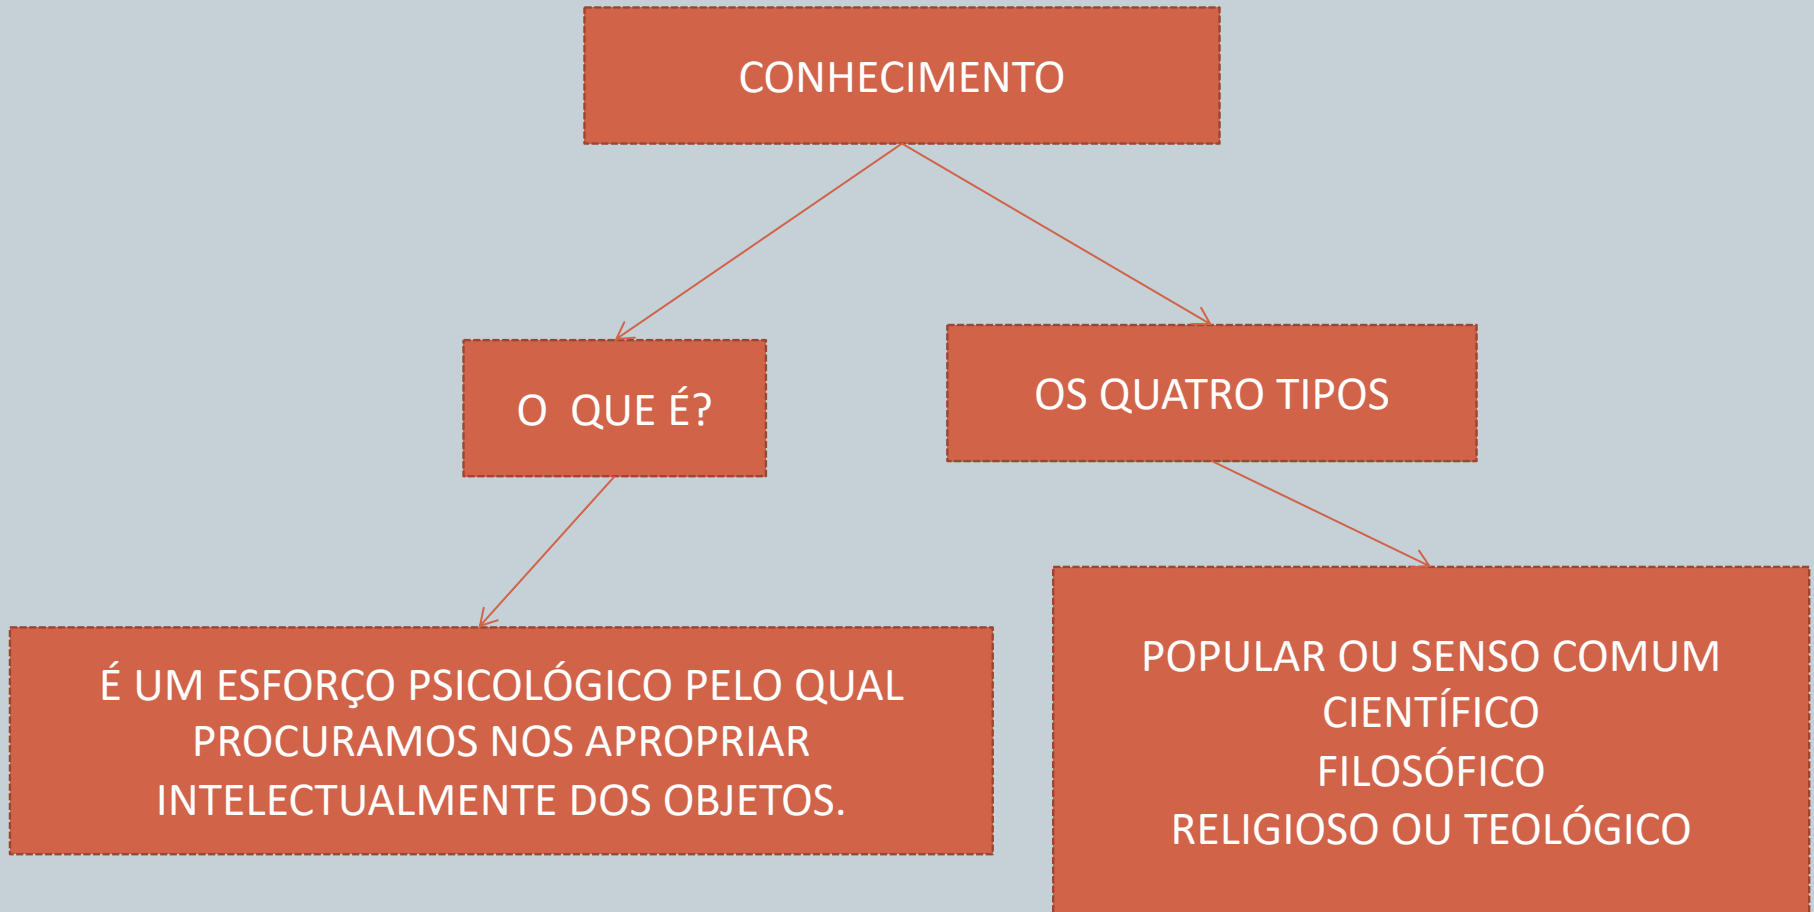 CONHECIMENTO
O QUE É?
OS QUATRO TIPOS
É UM ESFORÇO PSICOLÓGICO PELO QUAL
PROCURAMOS NOS APROPRIAR
INTELECTUALMENTE DOS OBJETOS.
POPULAR OU SENSO COMUM
CIENTÍFICO
FILOSÓFICO
RELIGIOSO OU TEOLÓGICO